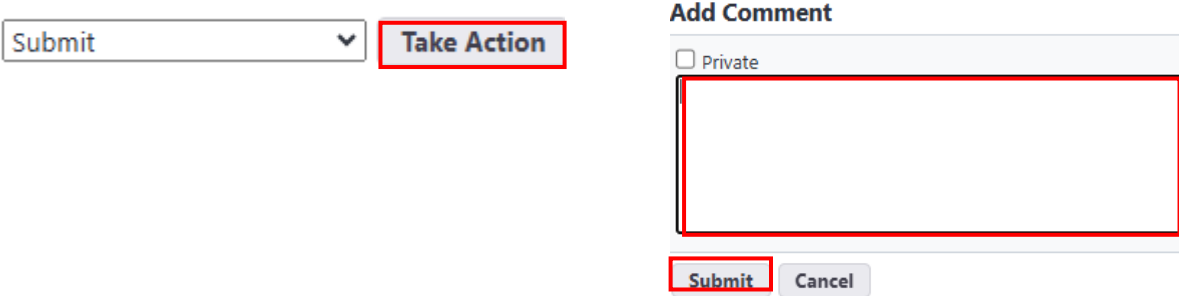 Submit
Take Action
Add Comment
Private
Submit
Cancel